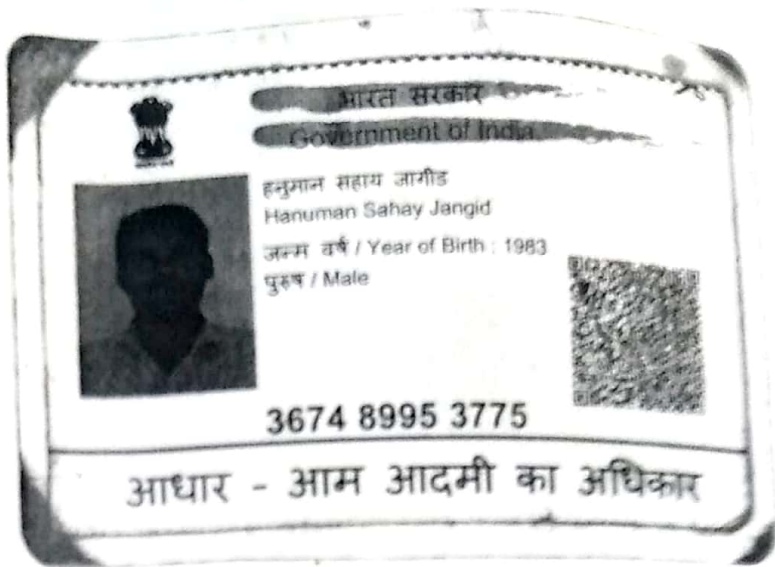 भारत सरकार
Government of India
हनुमान सहाय जागीड
Hanuman Sahay Jangid
जन्म वर्ष / Year of Birth : 1983
पुरुष / Male
3674 8995 3775
आधार - आम आदमी का अधिकार